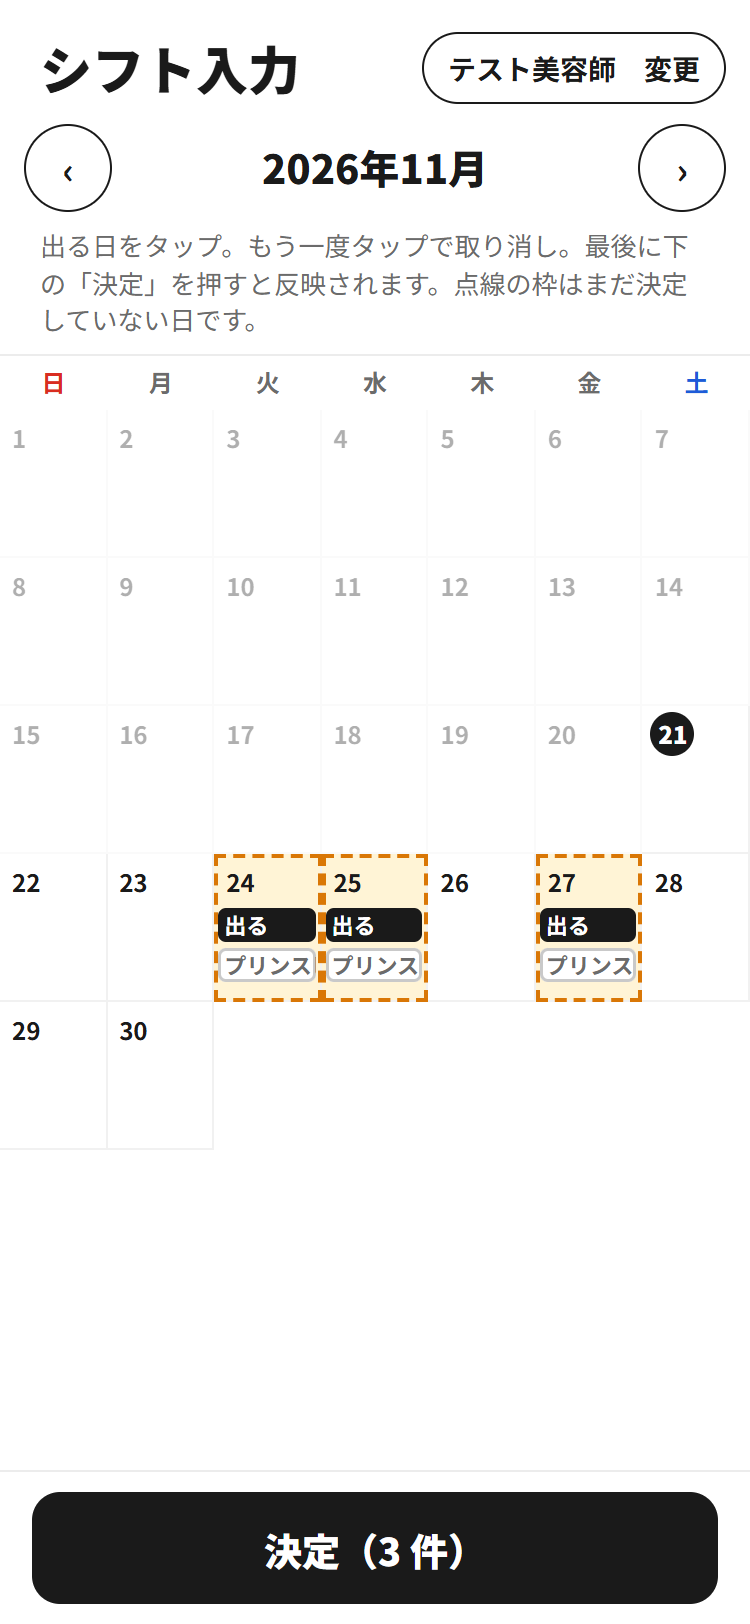 シフト入力
テスト美容師　変更
‹
2026年11月
›
出る日をタップ。もう一度タップで取り消し。最後に下
の「決定」を押すと反映されます。点線の枠はまだ決定
していない日です。
日 月 火 水 木 金 土
1 2 3 4 5 6 7
8 9 10 11 12 13 14
15 16 17 18 19 20 21
22 23 24 25 26 27 28
出る 出る 出る
プリンス プリンス プリンス
29 30
決定（3 件）